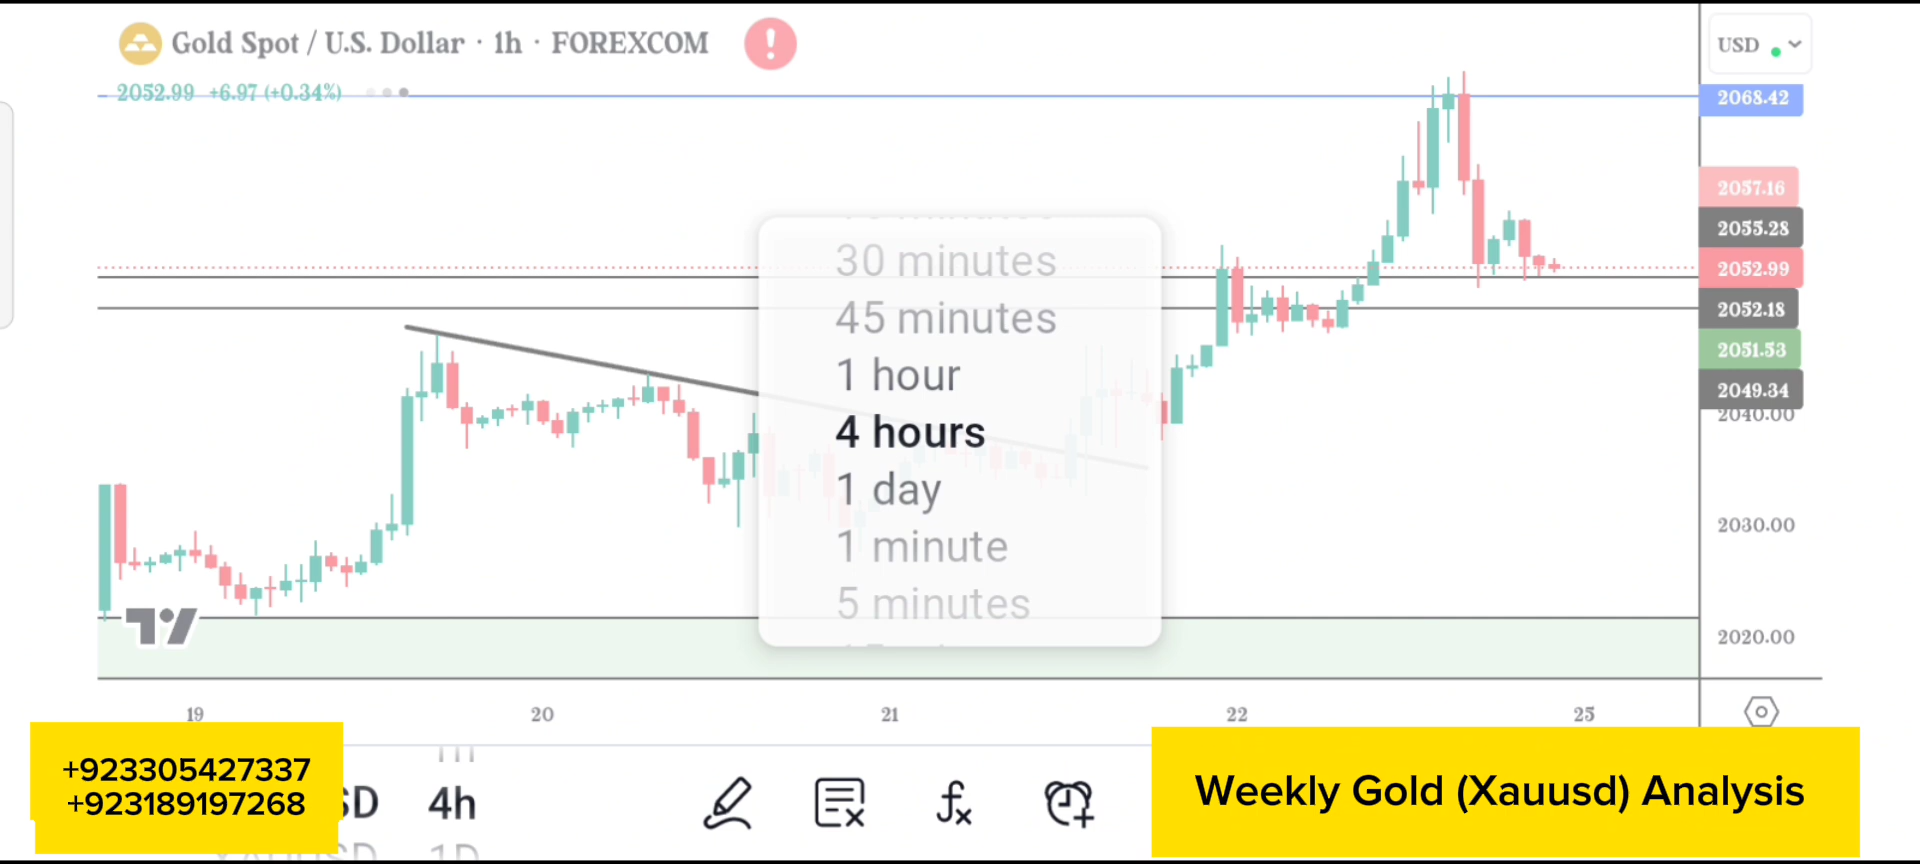 Gold Spot / U.S. Dollar · 1h · FOREXCOM
USD
2052.99 +6.97 (+0.34%)
2068.42
2057.16
2055.28
2052.99
2052.18
2051.53
2049.34
2040.00
2030.00
2020.00
30 minutes
45 minutes
1 hour
4 hours
1 day
1 minute
5 minutes
19 20 21 22 25
+923305427337
+923189197268
4h
1D
Weekly Gold (Xauusd) Analysis